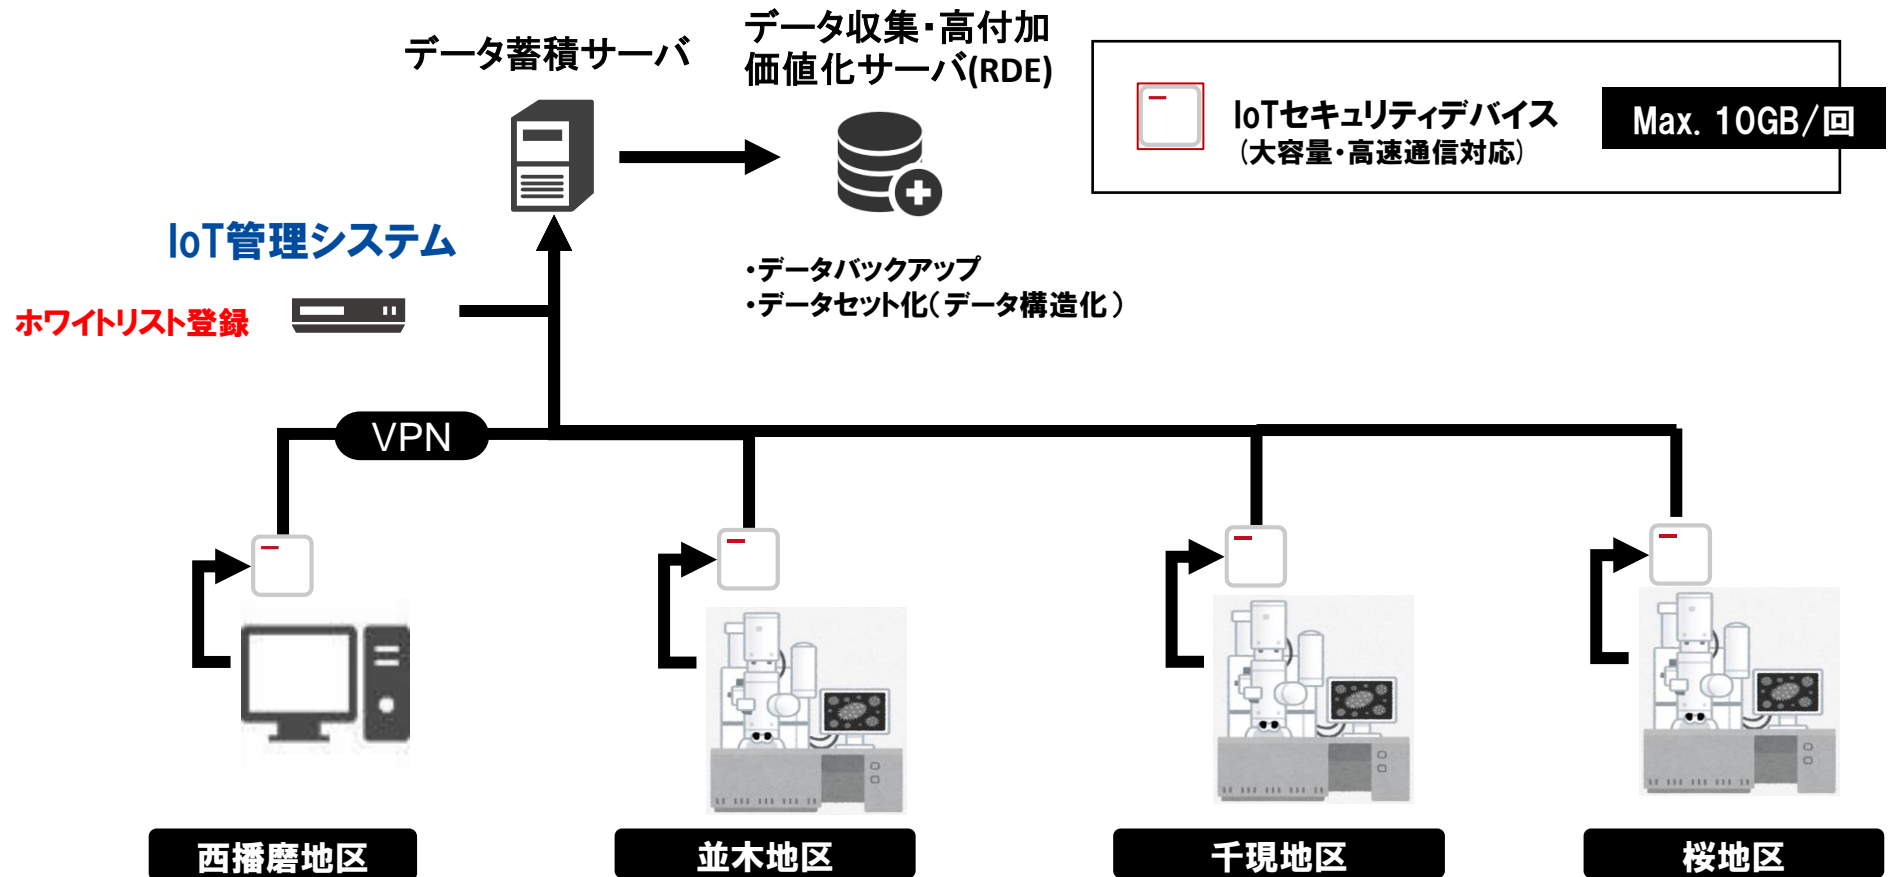 データ蓄積サーバ
データ収集・高付加
価値化サーバ(RDE)
IoTセキュリティデバイス
(大容量・高速通信対応)
Max. 10GB/回
IoT管理システム
ホワイトリスト登録
・データバックアップ
・データセット化(データ構造化)
VPN
西播磨地区
並木地区
千現地区
桜地区